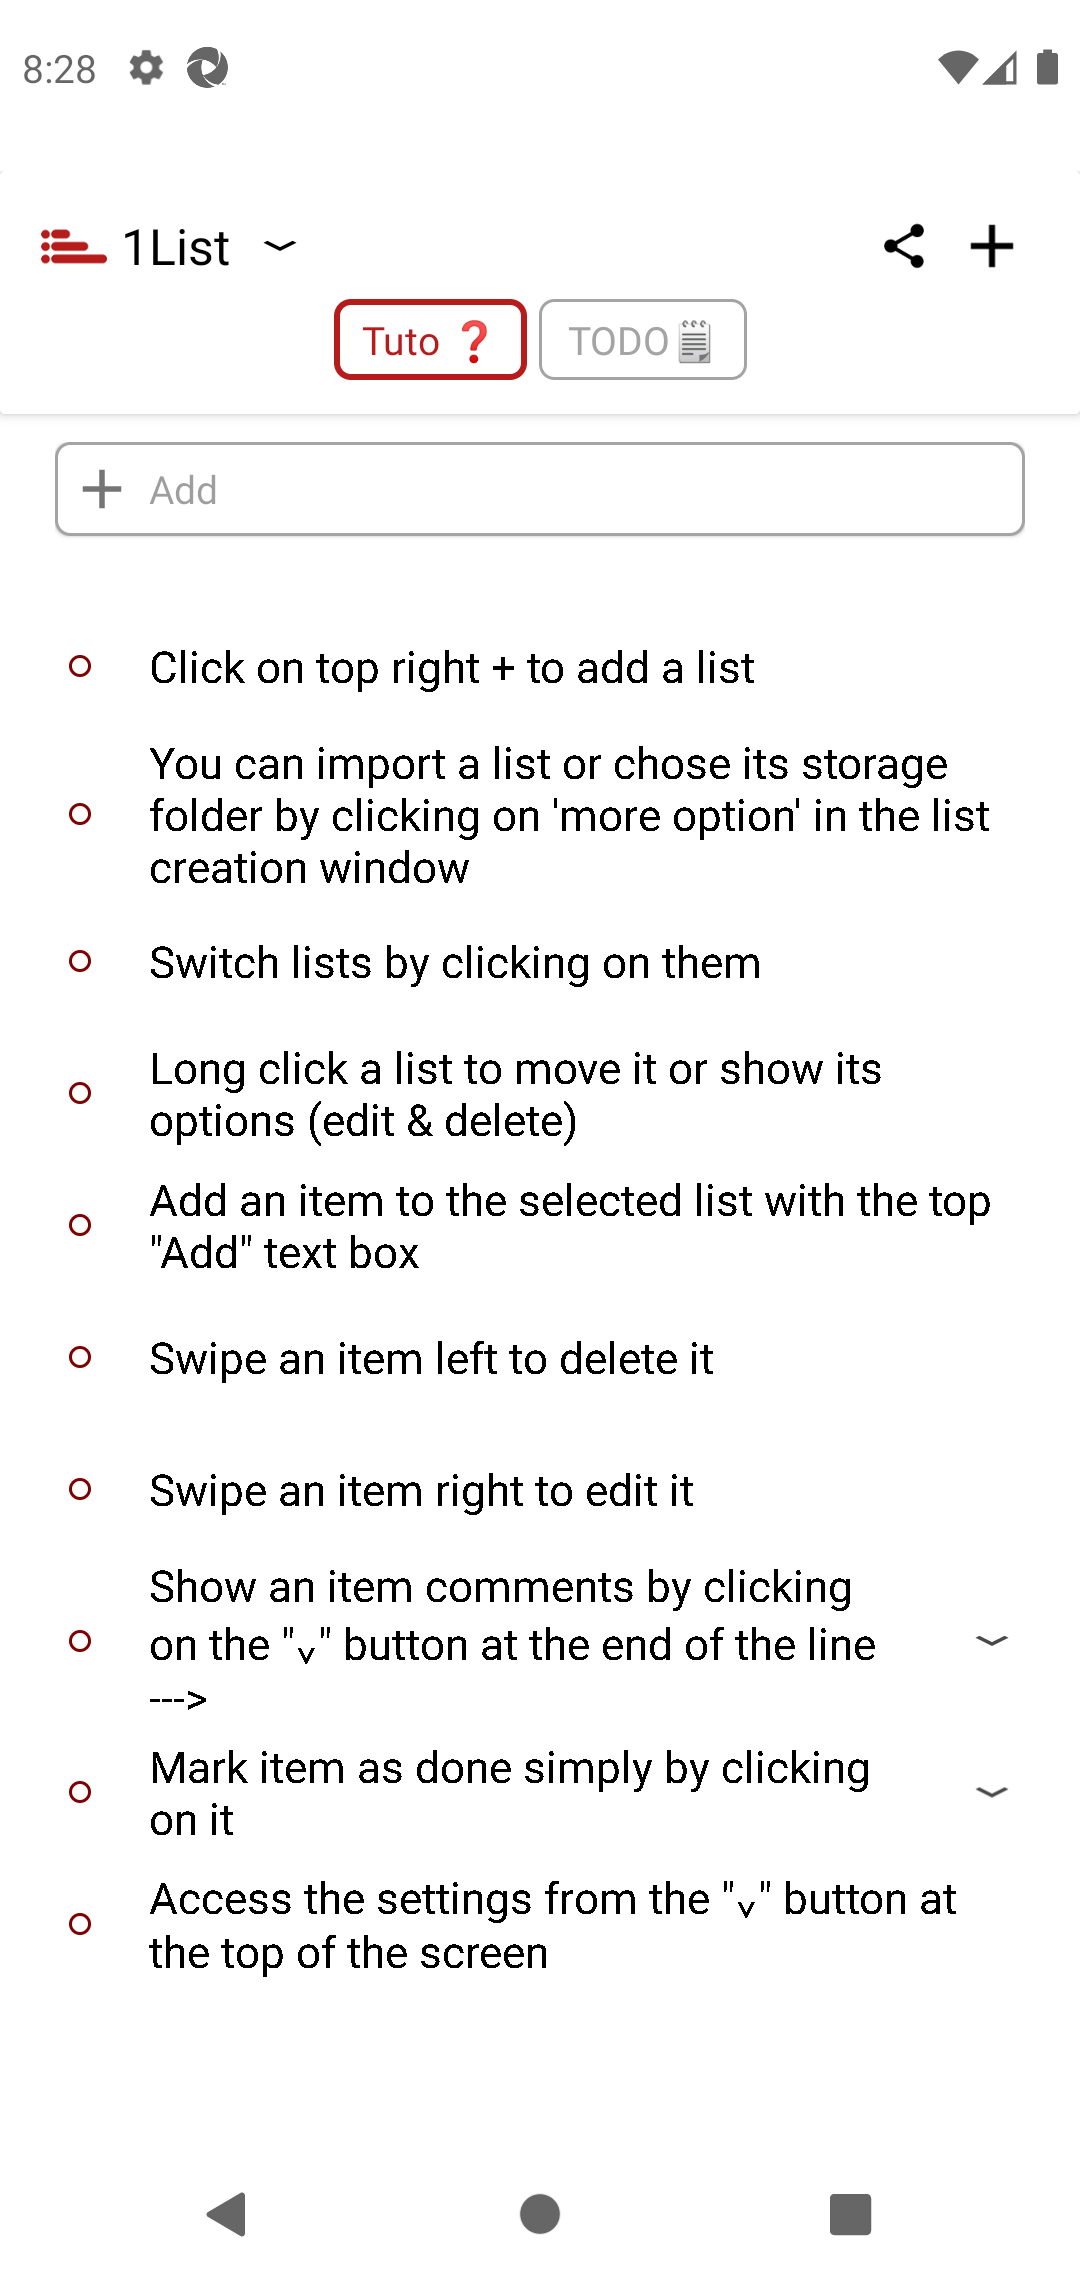 8:28
1List
Tuto ❓
TODO🗒
Add
Click on top right + to add a list
You can import a list or chose its storage
folder by clicking on 'more option' in the list
creation window
Switch lists by clicking on them
Long click a list to move it or show its
options (edit & delete)
Add an item to the selected list with the top
"Add" text box
Swipe an item left to delete it
Swipe an item right to edit it
Show an item comments by clicking
on the "˯" button at the end of the line
--->
Mark item as done simply by clicking
on it
Access the settings from the "˯" button at
the top of the screen